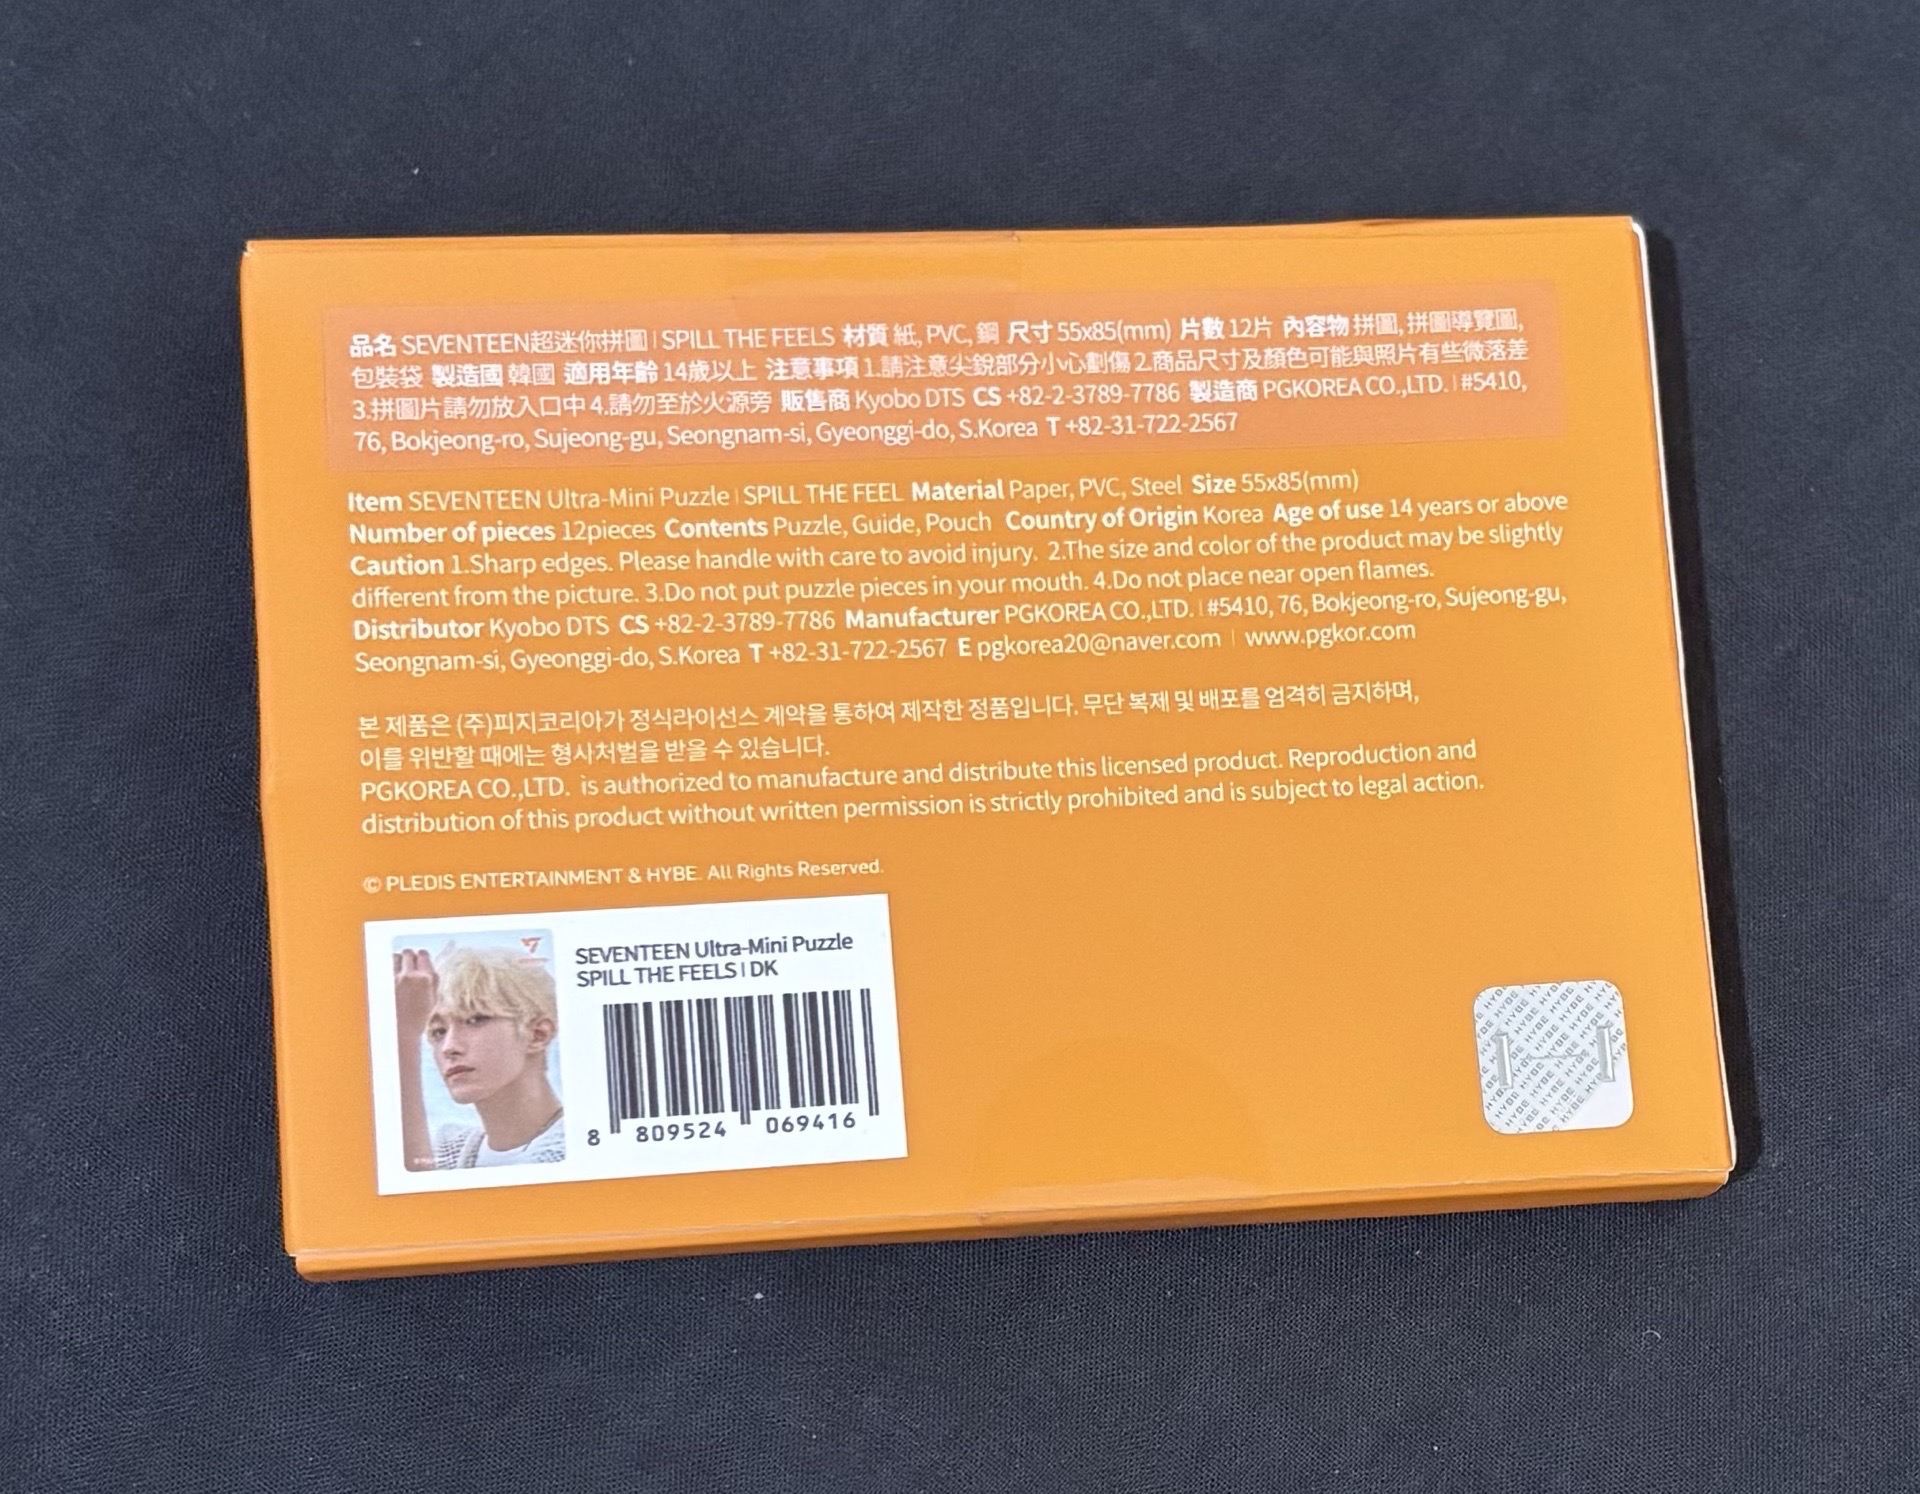 品名 SEVENTEEN超迷你拼圖 | SPILL THE FEELS 材質 紙, PVC, 鋼 尺寸 55x85(mm) 片數 12片 內容物 拼圖, 拼圖導覽圖,
包裝袋 製造國 韓國 適用年齡 14歲以上 注意事項 1.請注意尖銳部分小心劃傷 2.商品尺寸及顏色可能與照片有些微落差
3.拼圖片請勿放入口中 4.請勿至於火源旁 販售商 Kyobo DTS CS +82-2-3789-7786 製造商 PGKOREA CO.,LTD. | #5410,
76, Bokjeong-ro, Sujeong-gu, Seongnam-si, Gyeonggi-do, S.Korea T +82-31-722-2567
Item SEVENTEEN Ultra-Mini Puzzle | SPILL THE FEEL Material Paper, PVC, Steel Size 55x85(mm)
Number of pieces 12pieces Contents Puzzle, Guide, Pouch Country of Origin Korea Age of use 14 years or above
Caution 1.Sharp edges. Please handle with care to avoid injury. 2.The size and color of the product may be slightly
different from the picture. 3.Do not put puzzle pieces in your mouth. 4.Do not place near open flames.
Distributor Kyobo DTS CS +82-2-3789-7786 Manufacturer PGKOREA CO.,LTD. | #5410, 76, Bokjeong-ro, Sujeong-gu,
Seongnam-si, Gyeonggi-do, S.Korea T +82-31-722-2567 E pgkorea20@naver.com | www.pgkor.com
본 제품은 (주)피지코리아가 정식라이선스 계약을 통하여 제작한 정품입니다. 무단 복제 및 배포를 엄격히 금지하며,
이를 위반할 때에는 형사처벌을 받을 수 있습니다.
PGKOREA CO.,LTD. is authorized to manufacture and distribute this licensed product. Reproduction and
distribution of this product without written permission is strictly prohibited and is subject to legal action.
© PLEDIS ENTERTAINMENT & HYBE. All Rights Reserved.
SEVENTEEN Ultra-Mini Puzzle
SPILL THE FEELS | DK
8 809524 069416
HYBE